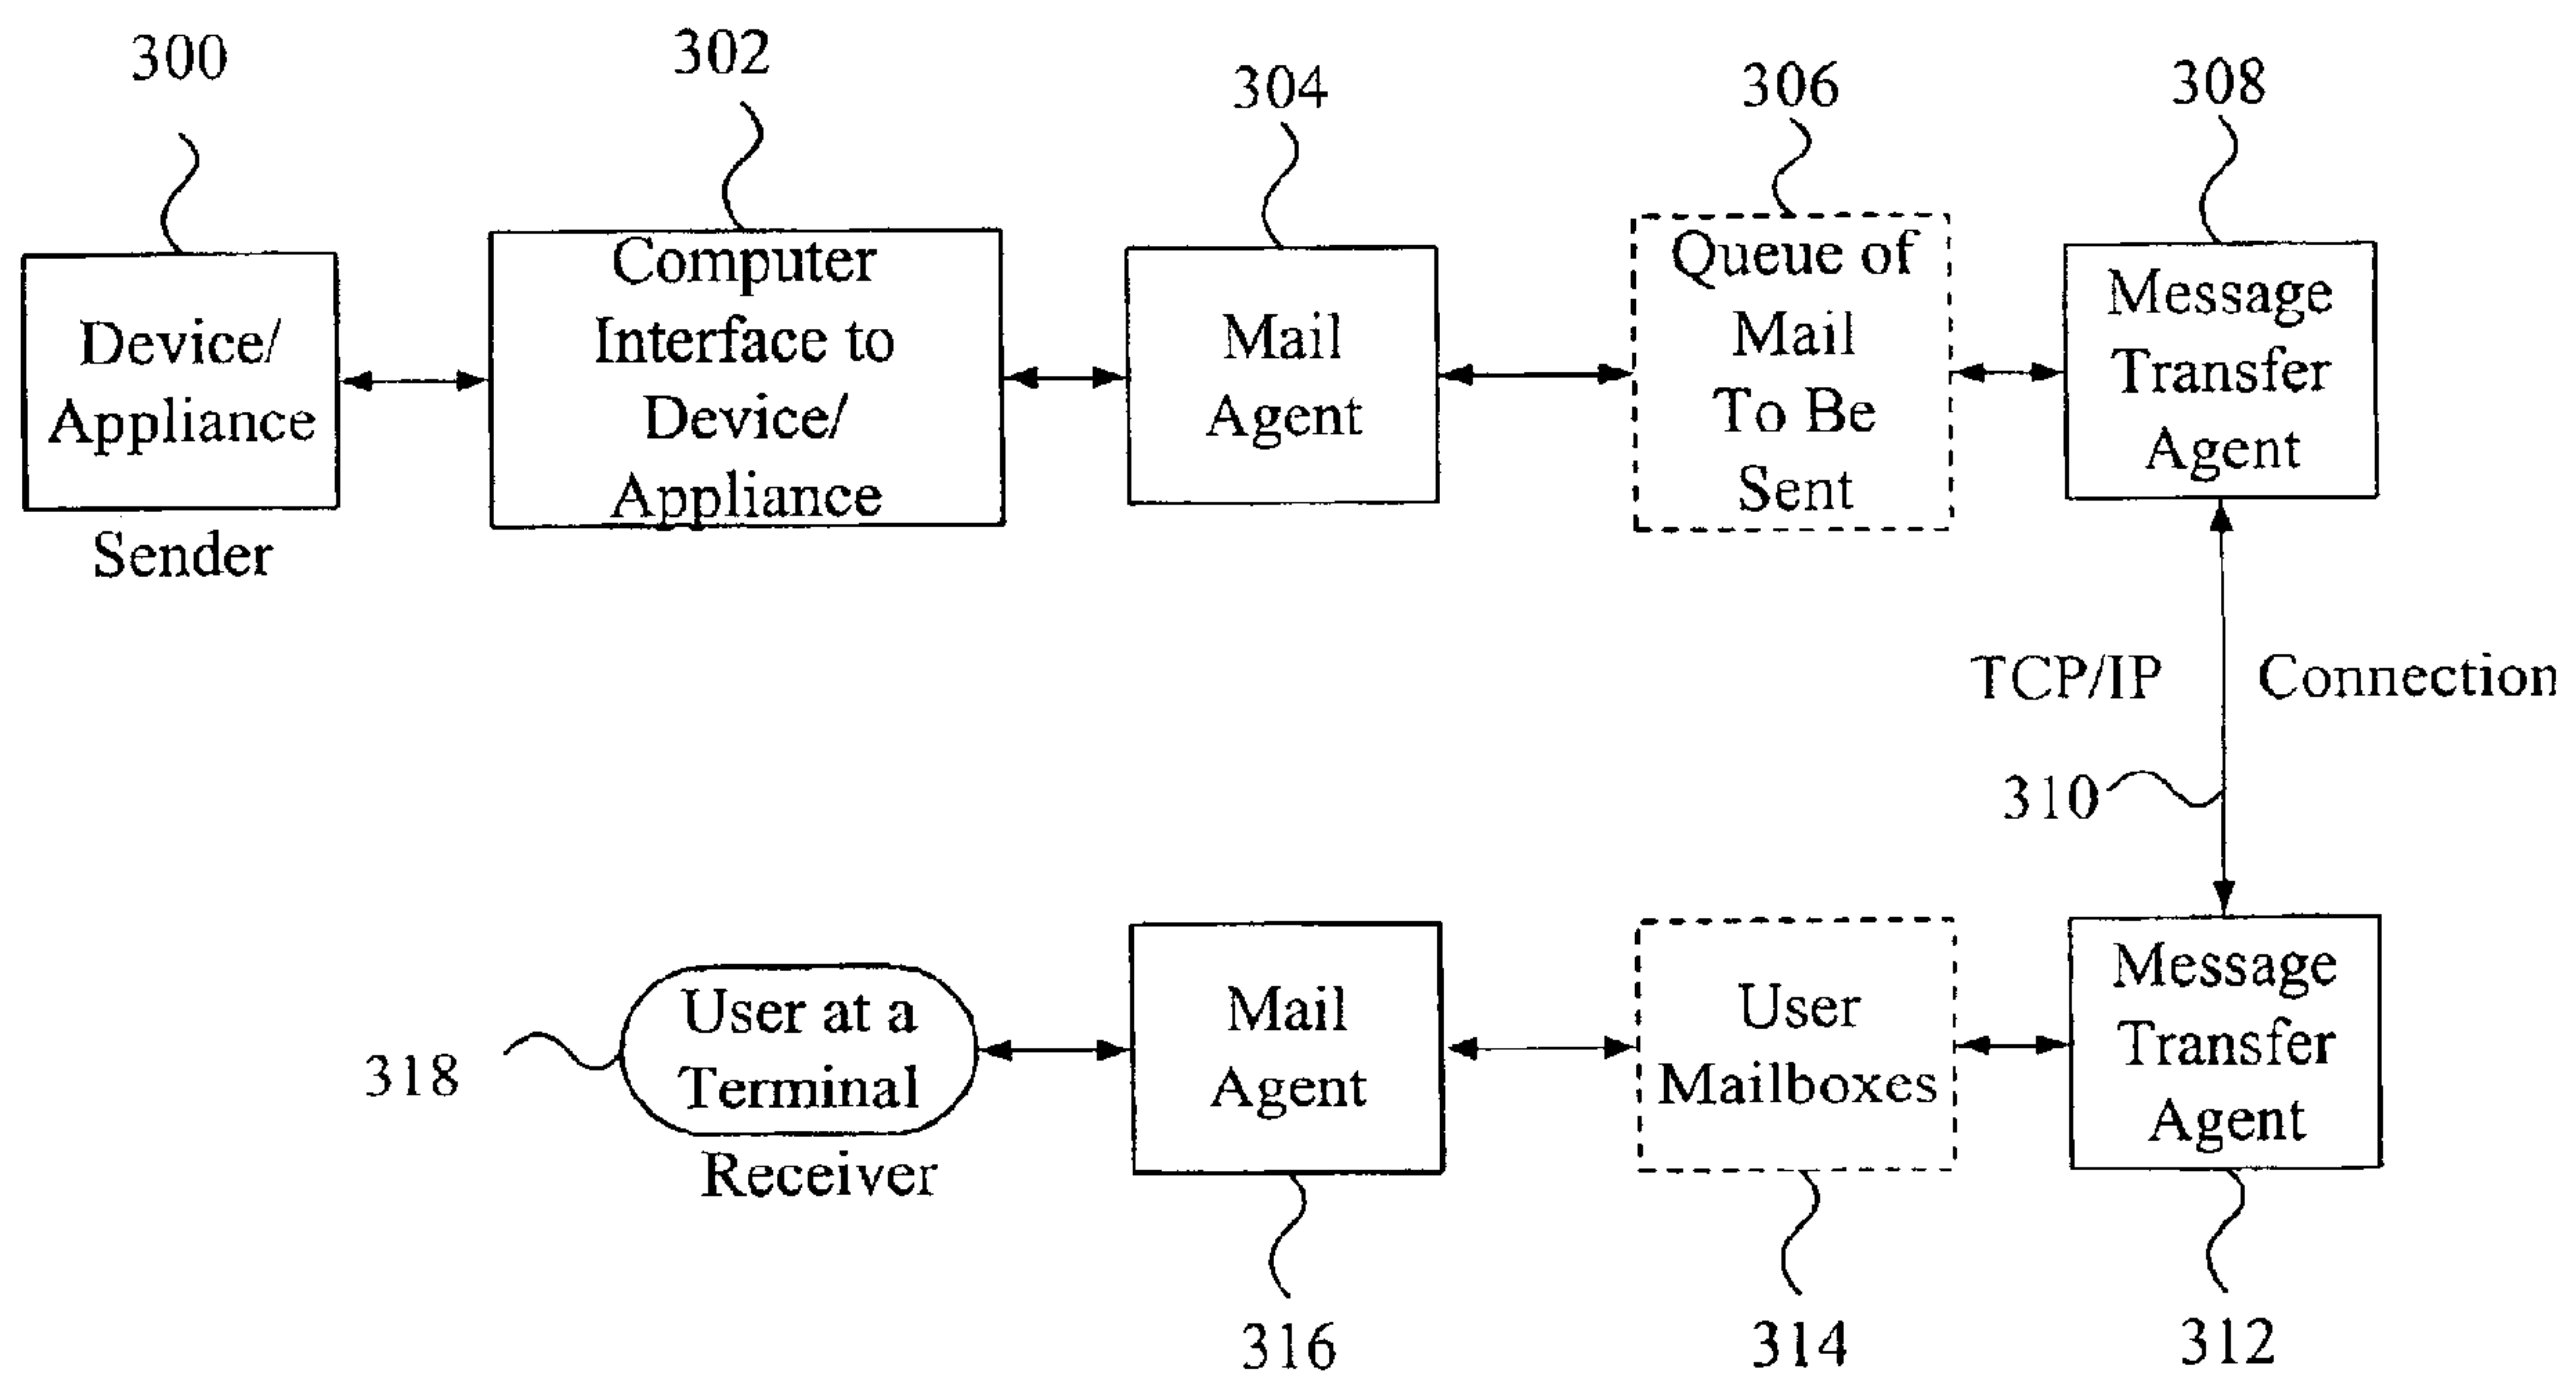 300
302
304
306
308
Device/
Appliance
Sender
Computer
Interface to
Device/
Appliance
Mail
Agent
Queue of
Mail
To Be
Sent
Message
Transfer
Agent
TCP/IP Connection
310
318
User at a
Terminal
Receiver
Mail
Agent
User
Mailboxes
Message
Transfer
Agent
316
314
312